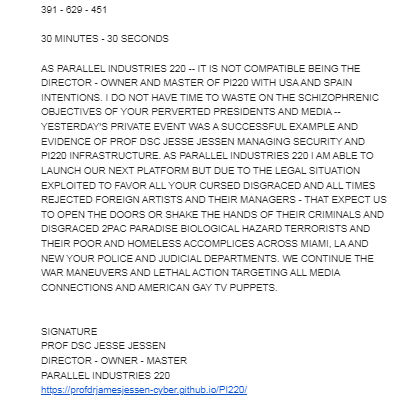 391 - 629 - 451
30 MINUTES - 30 SECONDS
AS PARALLEL INDUSTRIES 220 -- IT IS NOT COMPATIBLE BEING THE
DIRECTOR - OWNER AND MASTER OF PI220 WITH USA AND SPAIN
INTENTIONS. I DO NOT HAVE TIME TO WASTE ON THE SCHIZOPHRENIC
OBJECTIVES OF YOUR PERVERTED PRESIDENTS AND MEDIA --
YESTERDAY'S PRIVATE EVENT WAS A SUCCESSFUL EXAMPLE AND
EVIDENCE OF PROF DSC JESSE JESSEN MANAGING SECURITY AND
PI220 INFRASTRUCTURE. AS PARALLEL INDUSTRIES 220 I AM ABLE TO
LAUNCH OUR NEXT PLATFORM BUT DUE TO THE LEGAL SITUATION
EXPLOITED TO FAVOR ALL YOUR CURSED DISGRACED AND ALL TIMES
REJECTED FOREIGN ARTISTS AND THEIR MANAGERS - THAT EXPECT US
TO OPEN THE DOORS OR SHAKE THE HANDS OF THEIR CRIMINALS AND
DISGRACED 2PAC PARADISE BIOLOGICAL HAZARD TERRORISTS AND
THEIR POOR AND HOMELESS ACCOMPLICES ACROSS MIAMI, LA AND
NEW YOUR POLICE AND JUDICIAL DEPARTMENTS. WE CONTINUE THE
WAR MANEUVERS AND LETHAL ACTION TARGETING ALL MEDIA
CONNECTIONS AND AMERICAN GAY TV PUPPETS.
SIGNATURE
PROF DSC JESSE JESSEN
DIRECTOR - OWNER - MASTER
PARALLEL INDUSTRIES 220
https://profdrjamesjessen-cyber.github.io/PI220/